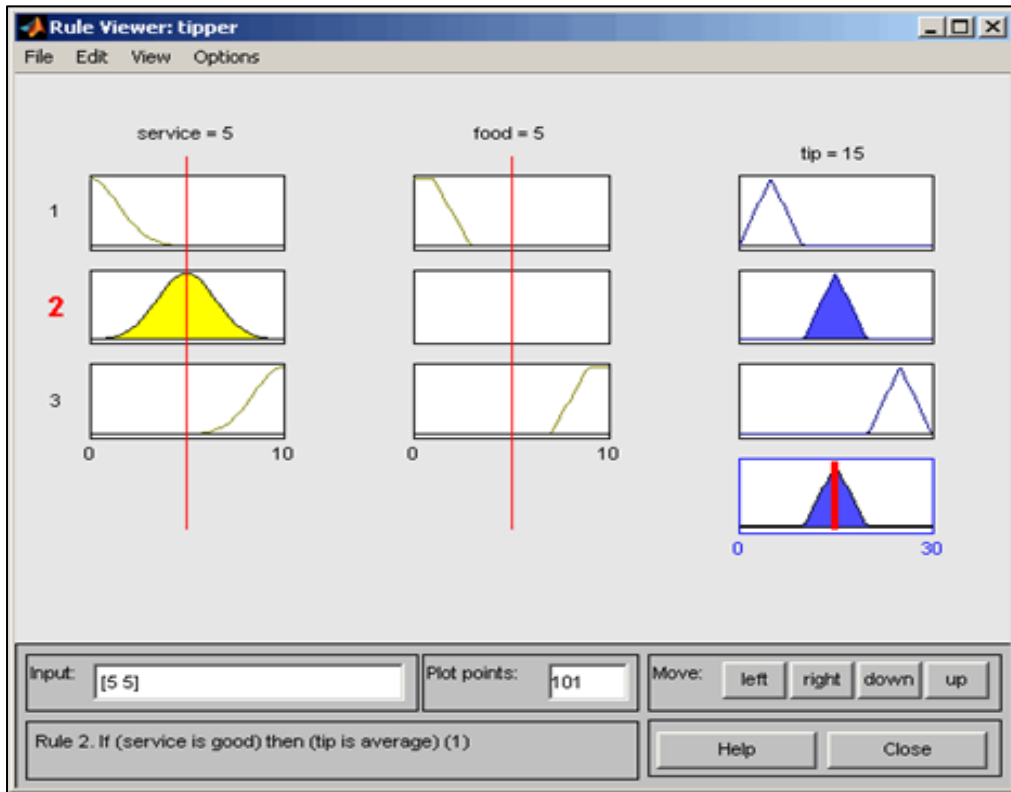 Rule Viewer: tipper
File Edit View Options
service = 5
food = 5
tip = 15
1
2
3
0 10
0 10
0 30
Input: [5 5]
Plot points: 101
Move: left right down up
Rule 2. If (service is good) then (tip is average) (1)
Help
Close